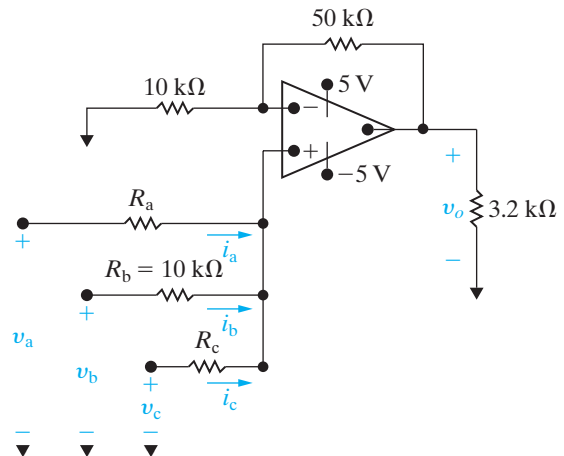 50 kΩ
10 kΩ
5 V
−
+
−5 V
+
v_o
3.2 kΩ
−
R_a
+
i_a
R_b = 10 kΩ
+
i_b
v_a
R_c
v_b
+
i_c
v_c
− − −